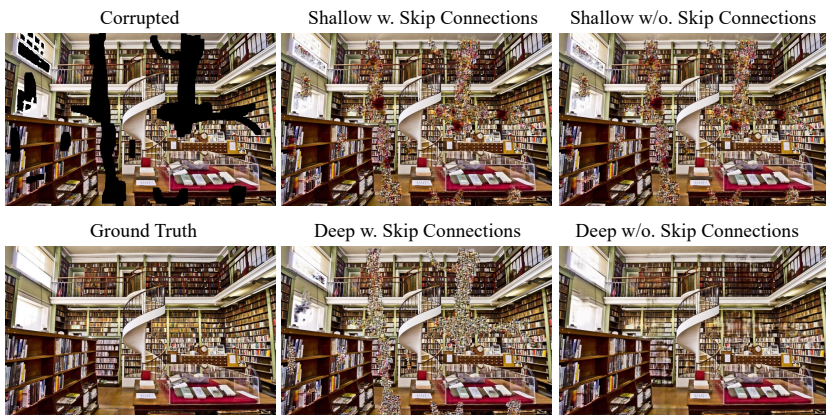 Corrupted
Shallow w. Skip Connections
Shallow w/o. Skip Connections
Ground Truth
Deep w. Skip Connections
Deep w/o. Skip Connections